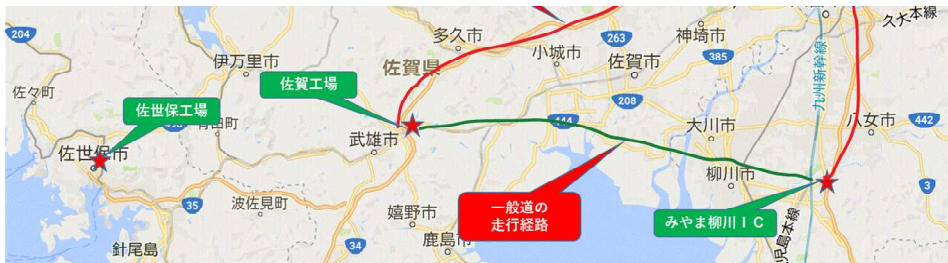 204
多久市
小城市
263
神埼市
久大本線
伊万里市
佐賀県
佐賀市
385
九州新幹線
佐々町
佐世保工場
佐賀工場
208
444
大川市
八女市
442
有田町
武雄市
佐世保市
柳川市
3
35
波佐見町
嬉野市
一般道の
走行経路
みやま柳川ＩＣ
針尾島
34
鹿島市
児島本線